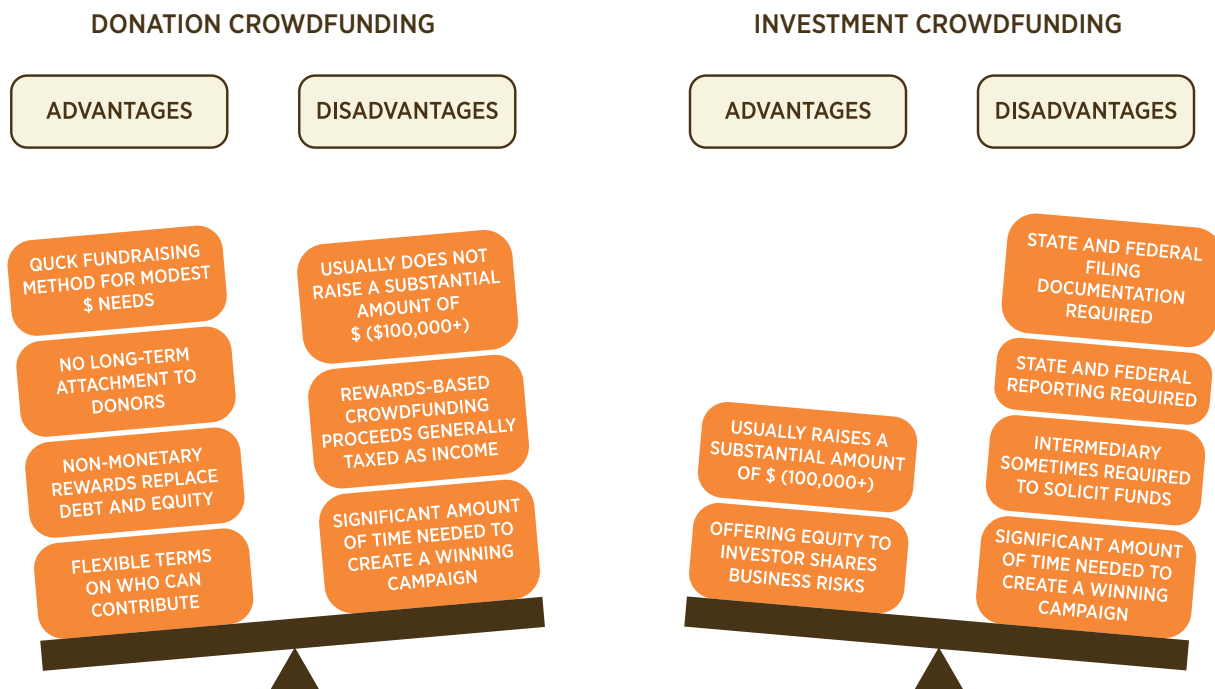 DONATION CROWDFUNDING
ADVANTAGES
QUCK FUNDRAISING
METHOD FOR MODEST
$ NEEDS
NO LONG-TERM
ATTACHMENT TO
DONORS
NON-MONETARY
REWARDS REPLACE
DEBT AND EQUITY
FLEXIBLE TERMS
ON WHO CAN
CONTRIBUTE
DISADVANTAGES
USUALLY DOES NOT
RAISE A SUBSTANTIAL
AMOUNT OF
$ ($100,000+)
REWARDS-BASED
CROWDFUNDING
PROCEEDS GENERALLY
TAXED AS INCOME
SIGNIFICANT AMOUNT
OF TIME NEEDED TO
CREATE A WINNING
CAMPAIGN
INVESTMENT CROWDFUNDING
ADVANTAGES
USUALLY RAISES A
SUBSTANTIAL AMOUNT
OF $ (100,000+)
OFFERING EQUITY TO
INVESTOR SHARES
BUSINESS RISKS
DISADVANTAGES
STATE AND FEDERAL
FILING
DOCUMENTATION
REQUIRED
STATE AND FEDERAL
REPORTING REQUIRED
INTERMEDIARY
SOMETIMES REQUIRED
TO SOLICIT FUNDS
SIGNIFICANT AMOUNT
OF TIME NEEDED TO
CREATE A WINNING
CAMPAIGN